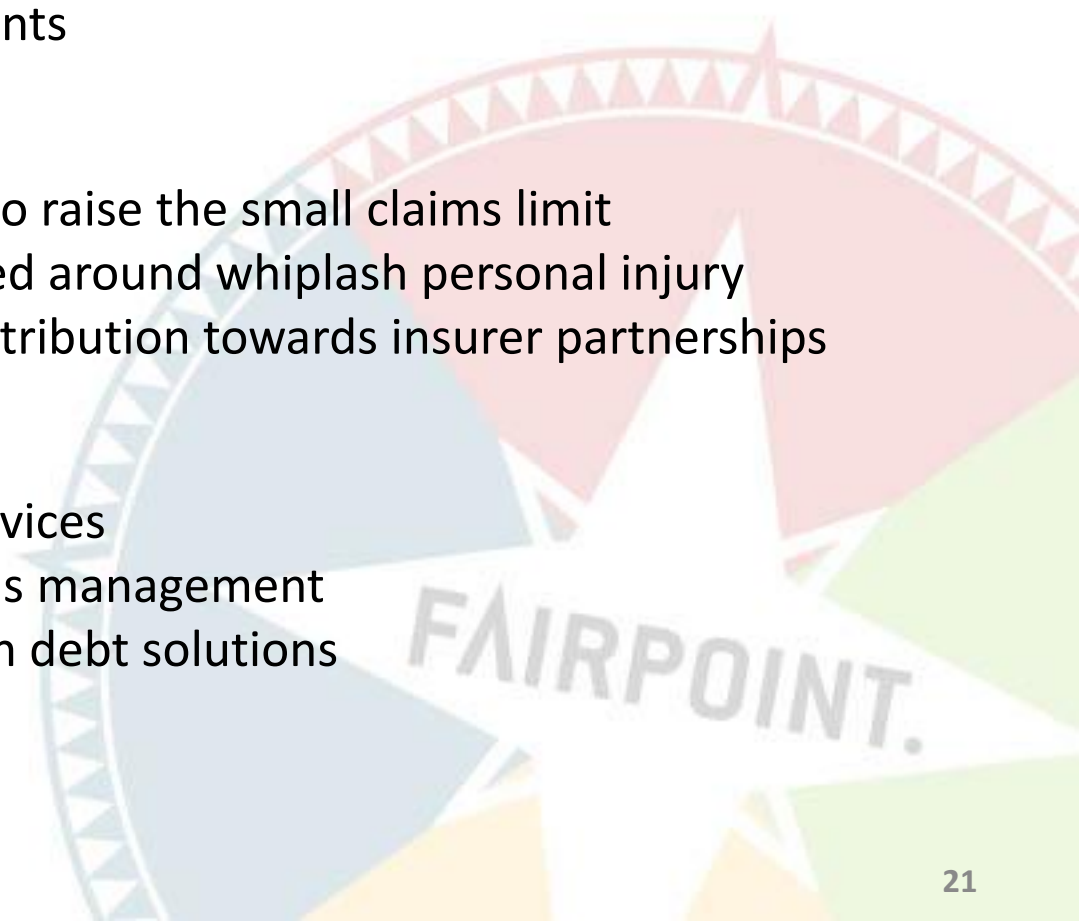 nts
o raise the small claims limit
ed around whiplash personal injury
tribution towards insurer partnerships
vices
s management
n debt solutions
FAIRPOINT.
21